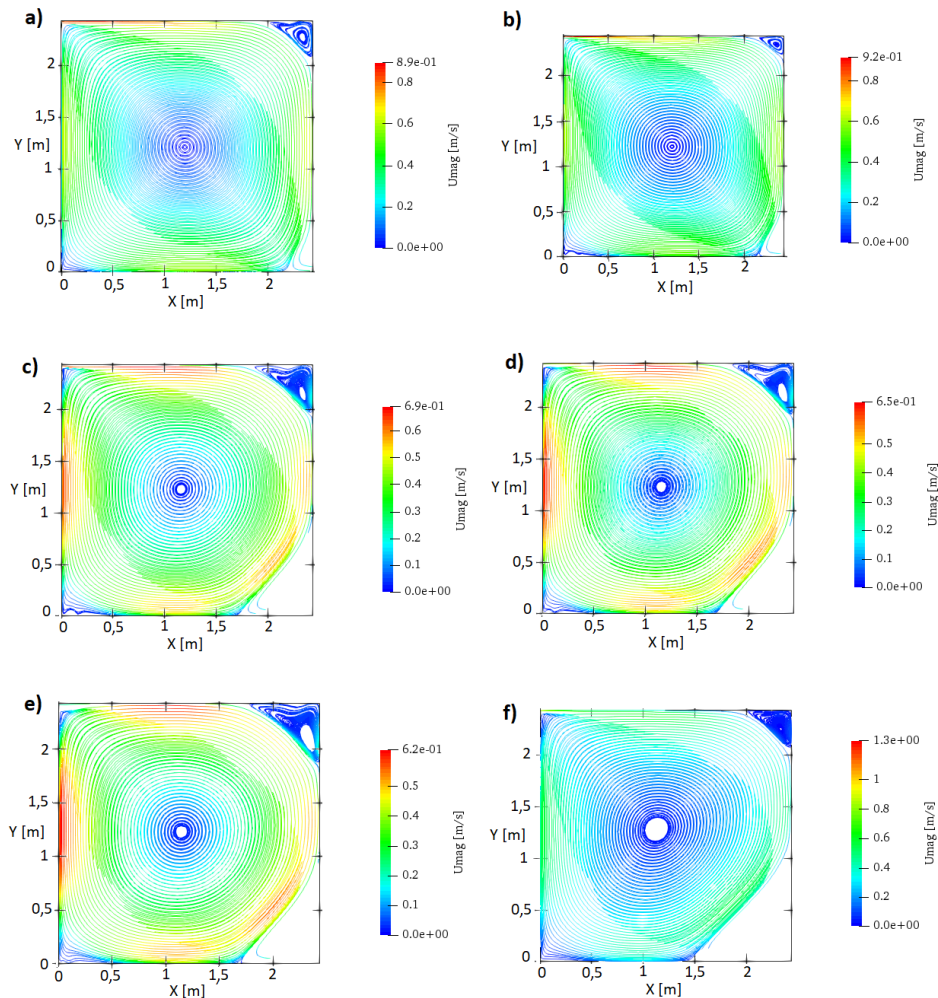 a)
8,9e-01
0.8
0.6
0.4
0.2
0.0e+00
Umag [m/s]
2
1,5
Y [m]
1
0,5
0
0 0,5 1 1,5 2
X [m]
b)
9.2e-01
0.8
0.6
0.4
0.2
0.0e+00
Umag [m/s]
2
1,5
Y [m]
1
0,5
0
0 0,5 1 1,5 2
X [m]
c)
6.9e-01
0.6
0.5
0.4
0.3
0.2
0.1
0.0e+00
Umag [m/s]
2
1,5
Y [m]
1
0,5
0
0 0,5 1 1,5 2
X [m]
d)
6.5e-01
0.5
0.4
0.3
0.2
0.1
0.0e+00
Umag [m/s]
2
1,5
Y [m]
1
0,5
0
0 0,5 1 1,5 2
X [m]
e)
6.2e-01
0.5
0.4
0.3
0.2
0.1
0.0e+00
Umag [m/s]
2
1,5
Y [m]
1
0,5
0
0 0,5 1 1,5 2
X [m]
f)
1.3e+00
1
0.8
0.6
0.4
0.2
0.0e+00
Umag [m/s]
2
1,5
Y [m]
1
0,5
0
0 0,5 1 1,5 2
X [m]